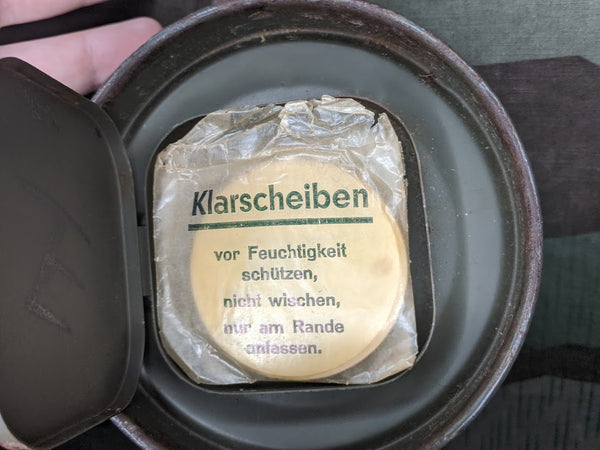 Klarscheiben
vor Feuchtigkeit
schützen,
nicht wischen,
nur am Rande
anfassen.